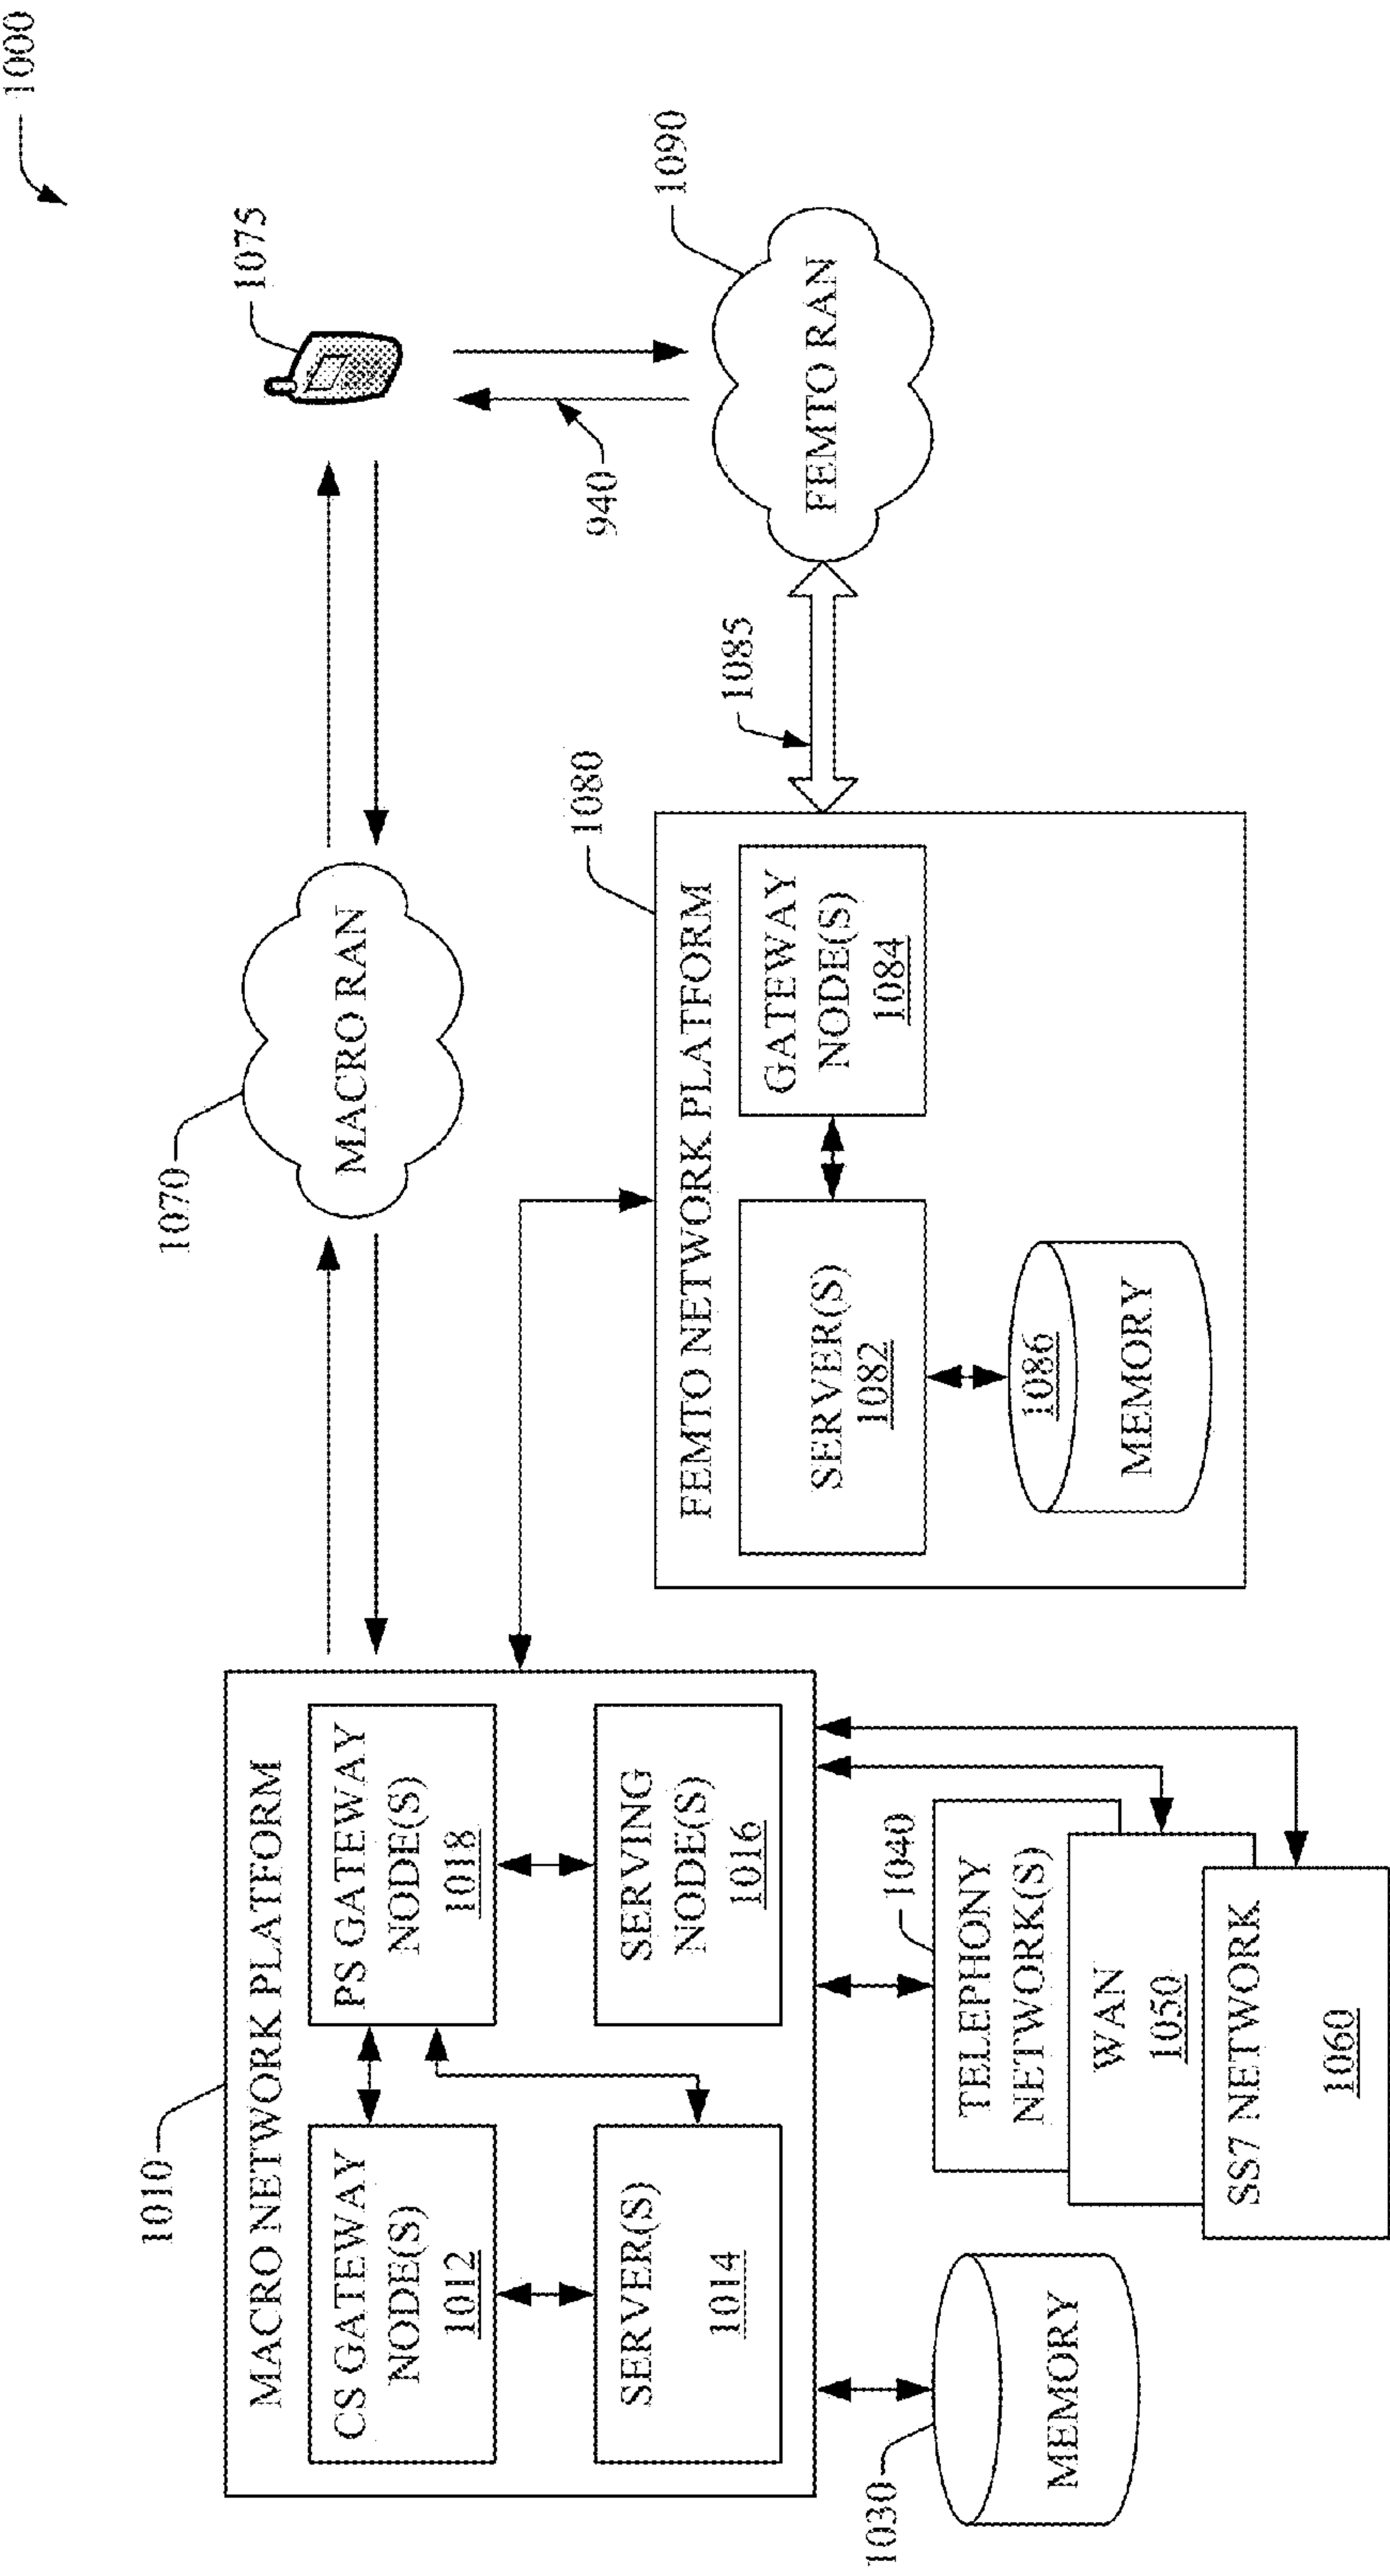 1000
1010
MACRO NETWORK PLATFORM
CS GATEWAY
NODE(S)
1012
PS GATEWAY
NODE(S)
1018
SERVER(S)
1014
SERVING
NODE(S)
1016
1070
MACRO RAN
1075
1030
MEMORY
1040
TELEPHONY
NETWORK(S)
WAN
1050
SS7 NETWORK
1060
1080
FEMTO NETWORK PLATFORM
SERVER(S)
1082
GATEWAY
NODE(S)
1084
1086
MEMORY
1085
940
1090
FEMTO RAN